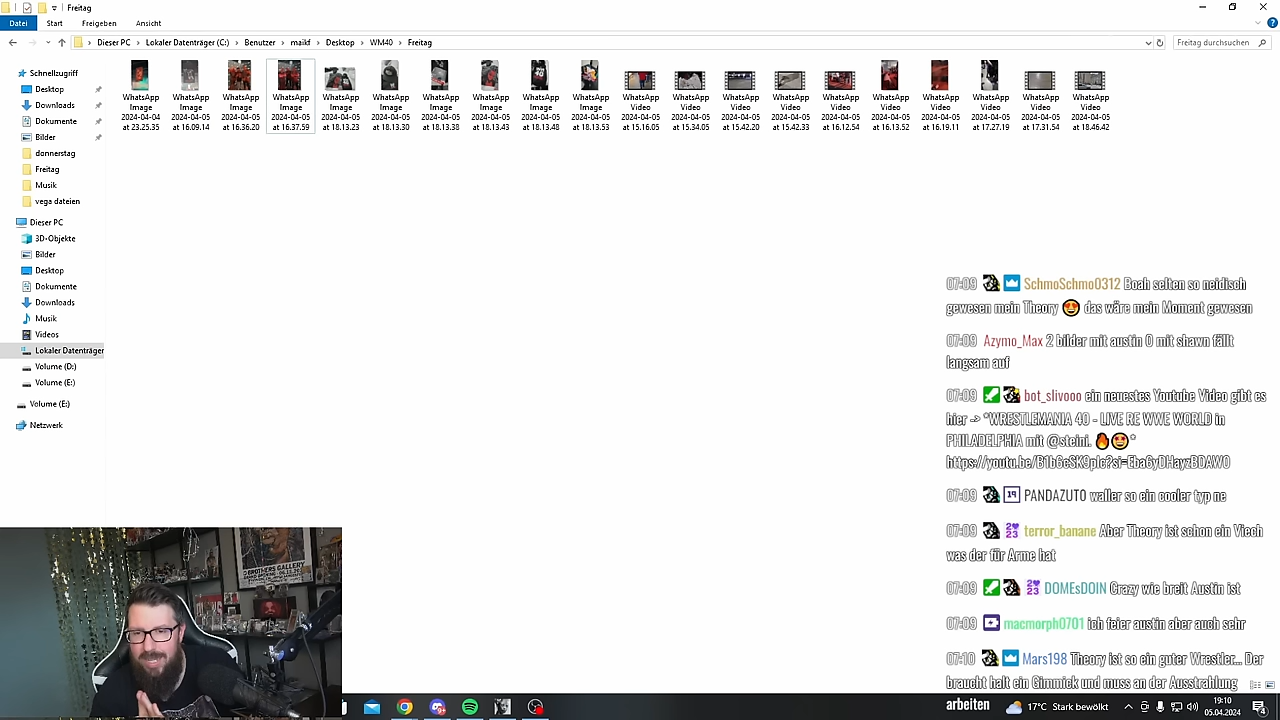 Freitag
Datei Start Freigeben Ansicht
Dieser PC Lokaler Datenträger (C:) Benutzer maikf Desktop WM40 Freitag
Freitag durchsuchen
Schnellzugriff
Desktop
Downloads
Dokumente
Bilder
donnerstag
Freitag
Musik
vega dateien
Dieser PC
3D-Objekte
Bilder
Desktop
Dokumente
Downloads
Musik
Videos
Lokaler Datenträger
Volume (D:)
Volume (E:)
Volume (E:)
Netzwerk
WhatsApp Image 2024-04-04 at 23.25.35
WhatsApp Image 2024-04-05 at 16.09.14
WhatsApp Image 2024-04-05 at 16.36.20
WhatsApp Image 2024-04-05 at 16.37.59
WhatsApp Image 2024-04-05 at 18.13.23
WhatsApp Image 2024-04-05 at 18.13.30
WhatsApp Image 2024-04-05 at 18.13.38
WhatsApp Image 2024-04-05 at 18.13.43
WhatsApp Image 2024-04-05 at 18.13.48
WhatsApp Image 2024-04-05 at 18.13.53
WhatsApp Video 2024-04-05 at 15.16.05
WhatsApp Video 2024-04-05 at 15.34.05
WhatsApp Video 2024-04-05 at 15.42.20
WhatsApp Video 2024-04-05 at 15.42.33
WhatsApp Video 2024-04-05 at 16.12.54
WhatsApp Video 2024-04-05 at 16.13.52
WhatsApp Video 2024-04-05 at 16.19.11
WhatsApp Video 2024-04-05 at 17.27.19
WhatsApp Video 2024-04-05 at 17.31.54
WhatsApp Video 2024-04-05 at 18.46.42
07:09 SchmoSchmo0312 Boah selten so neidisch
gewesen mein Theory 😍 das wäre mein Moment gewesen
07:09 Azymo_Max 2 bilder mit austin 0 mit shawn fällt
langsam auf
07:09 bot_slivooo ein neuestes Youtube Video gibt es
hier -> "WRESTLEMANIA 40 - LIVE RE WWE WORLD in
PHILADELPHIA mit @steini. 🔥😍"
07:09 19 PANDAZUTO waller so ein cooler typ ne
07:09 terror_banane Aber Theory ist schon ein Viech
was der für Arme hat
07:09 DOMEsDOIN Crazy wie breit Austin ist
07:09 macmorph0701 ich feier austin aber auch sehr
07:10 Mars198 Theory ist so ein guter Wrestler... Der
braucht halt ein Gimmick und muss an der Ausstrahlung
BROTHERS GALLERY
arbeiten
17°C Stark bewölkt
19:10
05.04.2024